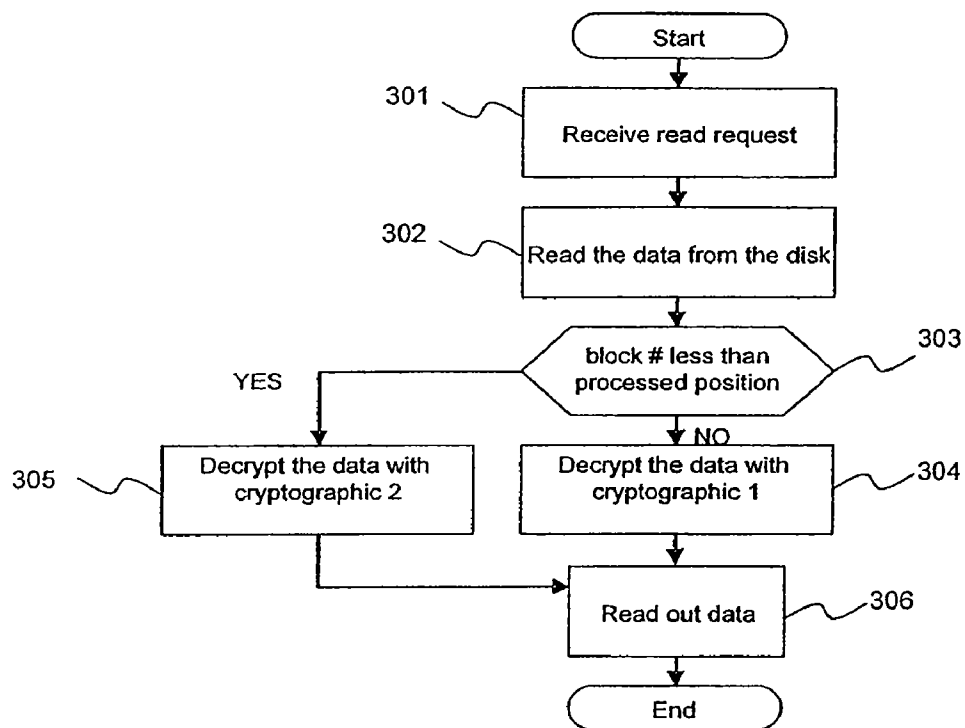 Start
301
Receive read request
302
Read the data from the disk
303
block # less than
processed position
YES
NO
305
Decrypt the data with
cryptographic 2
Decrypt the data with
cryptographic 1
304
Read out data
306
End